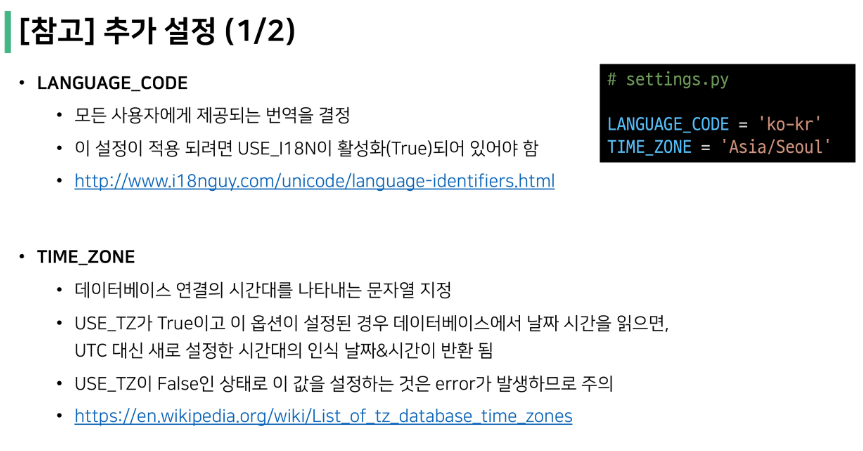 [참고] 추가 설정 (1/2)
• LANGUAGE_CODE
• 모든 사용자에게 제공되는 번역을 결정
• 이 설정이 적용 되려면 USE_I18N이 활성화(True)되어 있어야 함
• http://www.i18nguy.com/unicode/language-identifiers.html
# settings.py
LANGUAGE_CODE = 'ko-kr'
TIME_ZONE = 'Asia/Seoul'
• TIME_ZONE
• 데이터베이스 연결의 시간대를 나타내는 문자열 지정
• USE_TZ가 True이고 이 옵션이 설정된 경우 데이터베이스에서 날짜 시간을 읽으면,
UTC 대신 새로 설정한 시간대의 인식 날짜&시간이 반환 됨
• USE_TZ이 False인 상태로 이 값을 설정하는 것은 error가 발생하므로 주의
• https://en.wikipedia.org/wiki/List_of_tz_database_time_zones